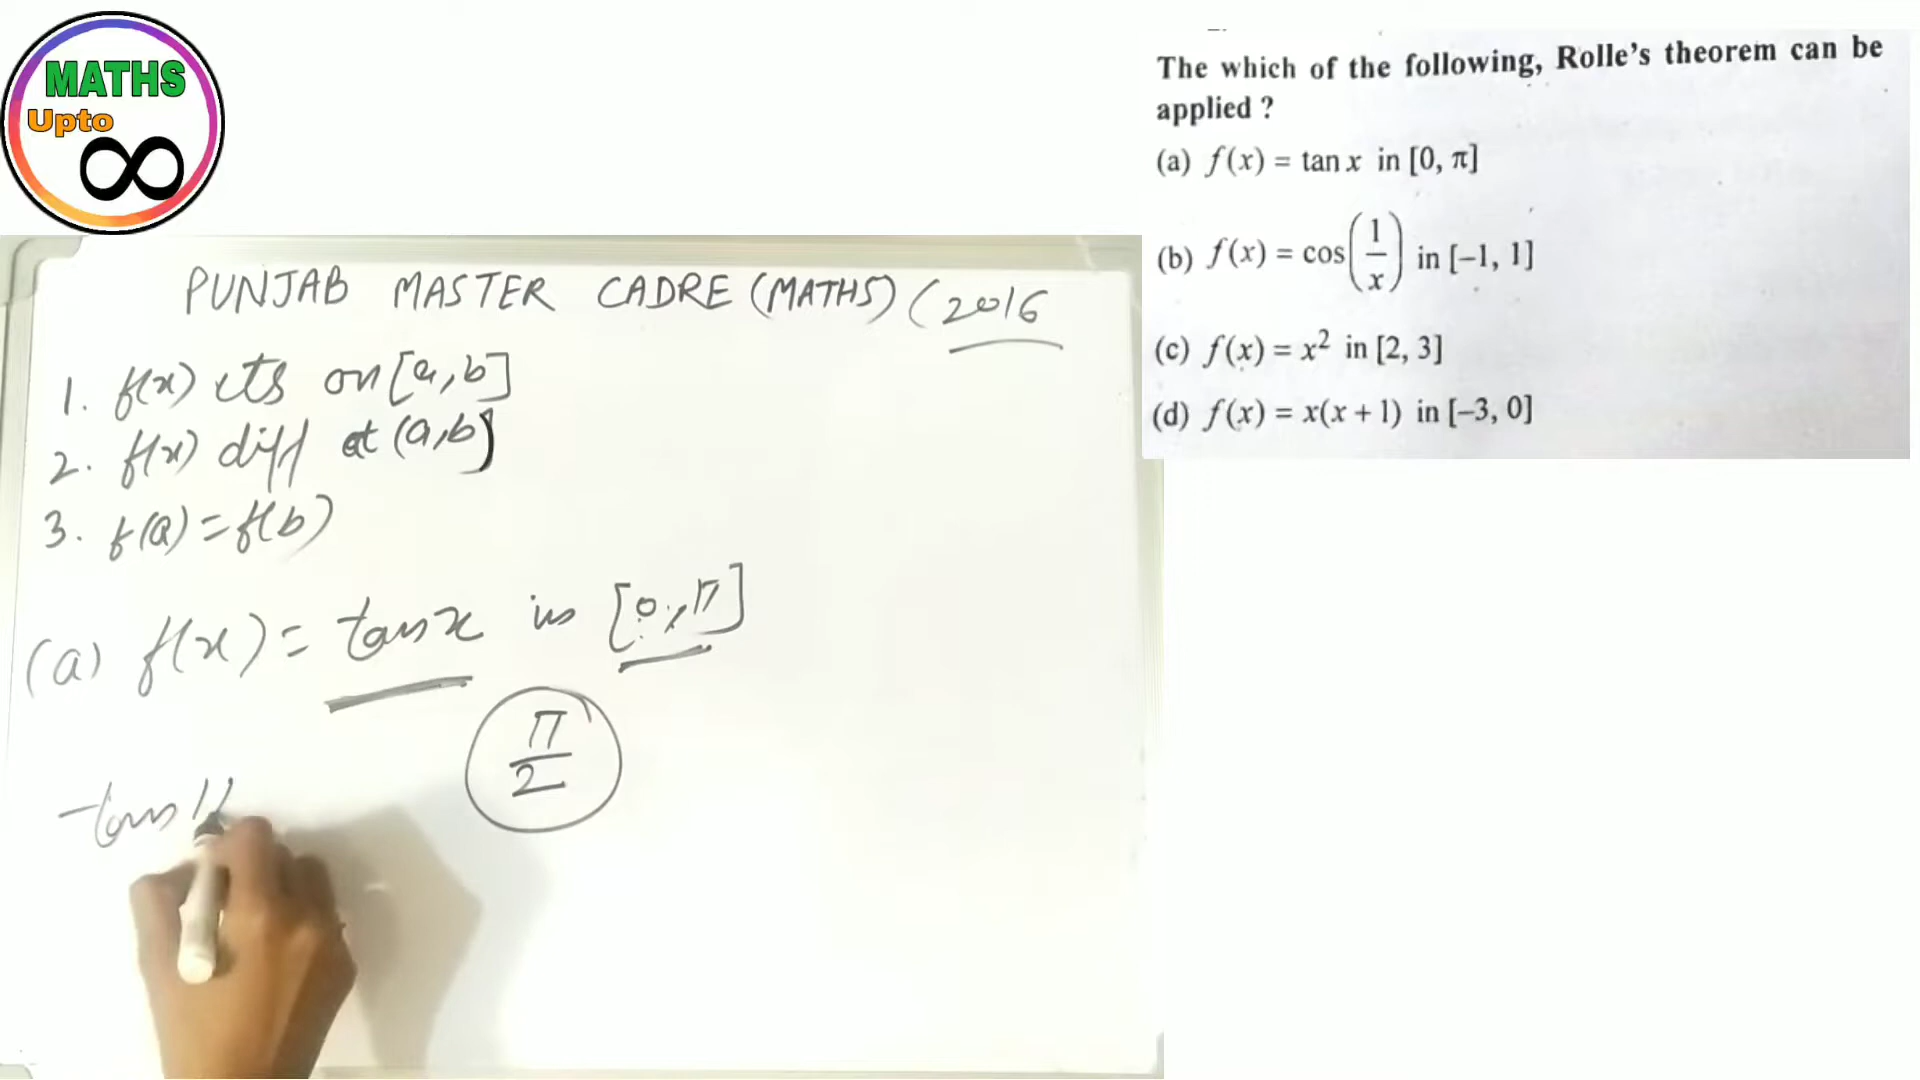 MATHS
Upto
∞
The which of the following, Rolle's theorem can be
applied ?
(a) f(x) = tan x in [0, π]
(b) f(x) = cos(1/x) in [-1, 1]
(c) f(x) = x² in [2, 3]
(d) f(x) = x(x + 1) in [-3, 0]
PUNJAB MASTER CADRE (MATHS) (2016
1. f(x) cts on [a,b]
2. f(x) diff at (a,b)
3. f(a) = f(b)
(a) f(x) = tan x in [0, π]
π/2
tan